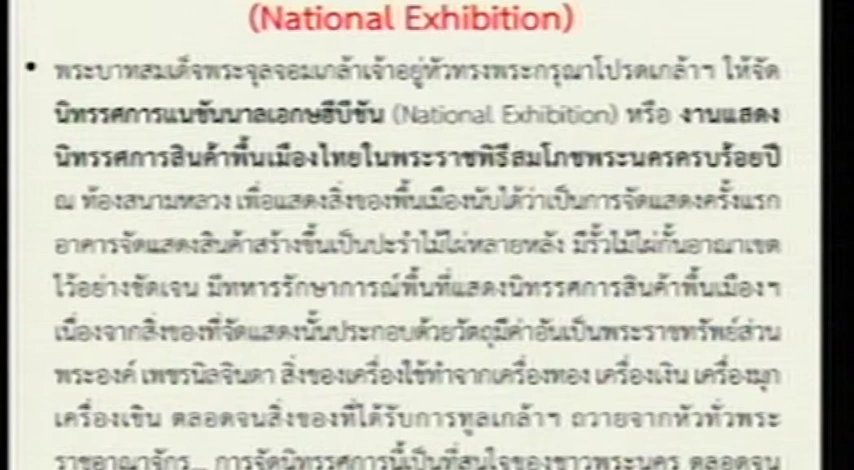 (National Exhibition)
• พระบาทสมเด็จพระจุลจอมเกล้าเจ้าอยู่หัวทรงพระกรุณาโปรดเกล้าฯ ให้จัด
นิทรรศการแนชันนาลเอกษฮีบีชัน (National Exhibition) หรือ งานแสดง
นิทรรศการสินค้าพื้นเมืองไทยในพระราชพิธีสมโภชพระนครครบร้อยปี
ณ ท้องสนามหลวง เพื่อแสดงสิ่งของพื้นเมืองนับได้ว่าเป็นการจัดแสดงครั้งแรก
อาคารจัดแสดงสินค้าสร้างขึ้นเป็นปะรำไม้ไผ่หลายหลัง มีรั้วไม้ไผ่กั้นอาณาเขต
ไว้อย่างชัดเจน มีทหารรักษาการณ์พื้นที่แสดงนิทรรศการสินค้าพื้นเมืองฯ
เนื่องจากสิ่งของที่จัดแสดงนั้นประกอบด้วยวัตถุมีค่าอันเป็นพระราชทรัพย์ส่วน
พระองค์ เพชรนิลจินดา สิ่งของเครื่องใช้ทำจากเครื่องทอง เครื่องเงิน เครื่องมุก
เครื่องเขิน ตลอดจนสิ่งของที่ได้รับการทูลเกล้าฯ ถวายจากหัวทั่วพระ
ราชอาณาจักร... การจัดนิทรรศการนี้เป็นที่สนใจของชาวพระนคร ตลอดจน